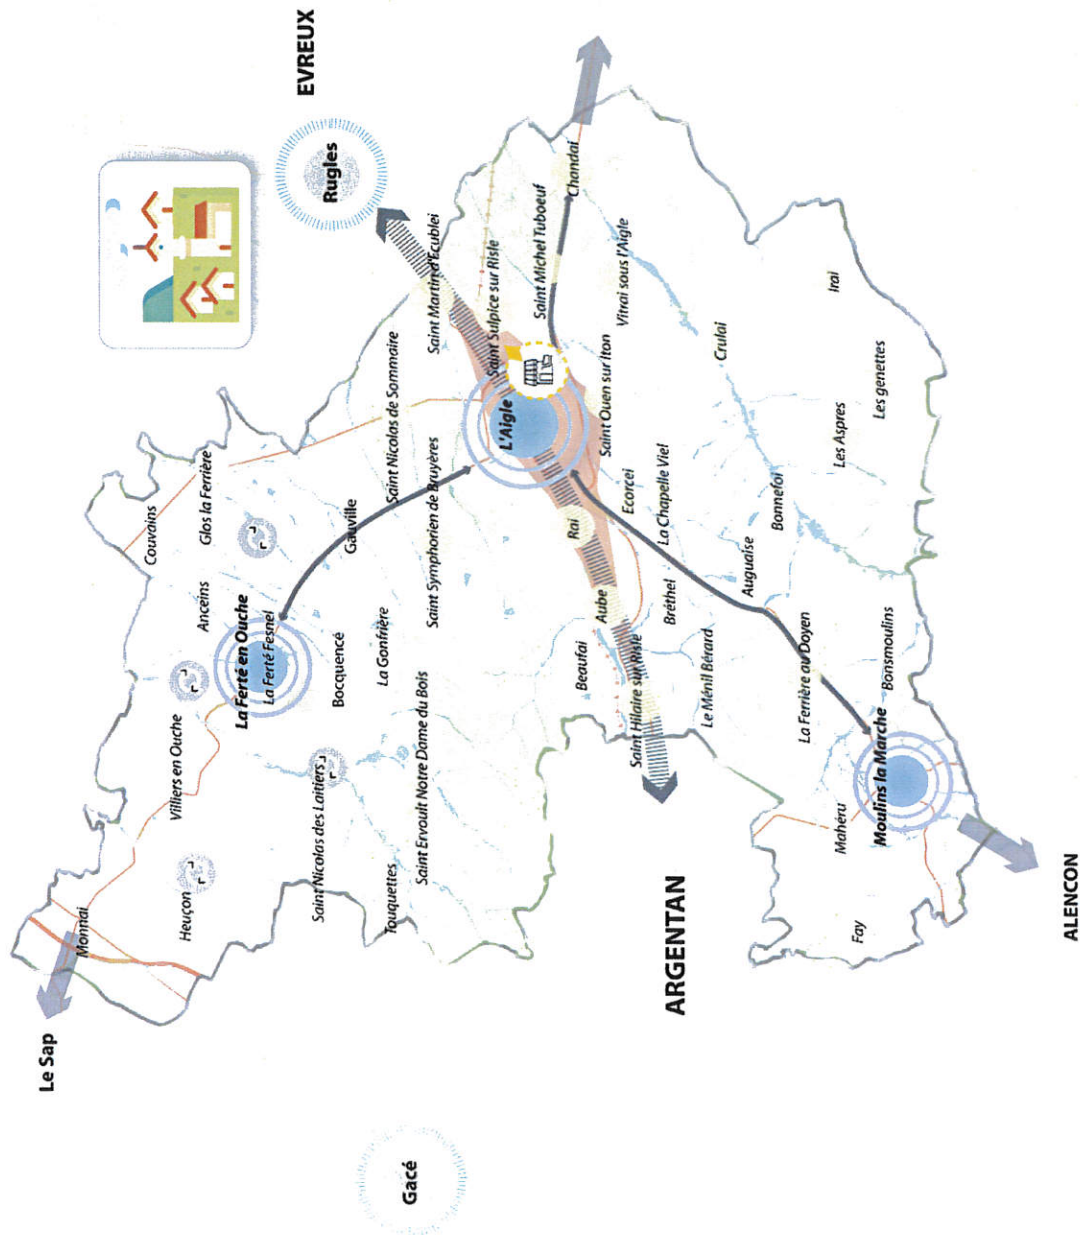 Le Sap
Monnai
Heuçon
Villiers en Ouche
Couvains
Anceins
Glos la Ferrière
La Ferté en Ouche
La Ferté Fesnel
Saint Nicolas des Laitiers
Bocquencé
Gauville
Touquettes
La Gonfrière
Saint Nicolas de Sommaire
Saint Evroult Notre Dame du Bois
Saint Symphorien de Bruyères
Saint Martin d'Ecublei
Rugles
EVREUX
Gacé
L'Aigle
Saint Sulpice sur Risle
Saint Michel Tuboeuf
Chandai
Beaufai
Aube
Rai
Saint Ouen sur Iton
Vitrai sous l'Aigle
Saint Hilaire sur Risle
Ecorcei
Bréthel
La Chapelle Viel
ARGENTAN
Le Ménil Bérard
Auguaise
Crulai
Bonnefoi
La Ferrière au Doyen
Irai
Les Aspres
Les genettes
Mahéru
Moulins la Marche
Bonsmoulins
Fay
ALENCON